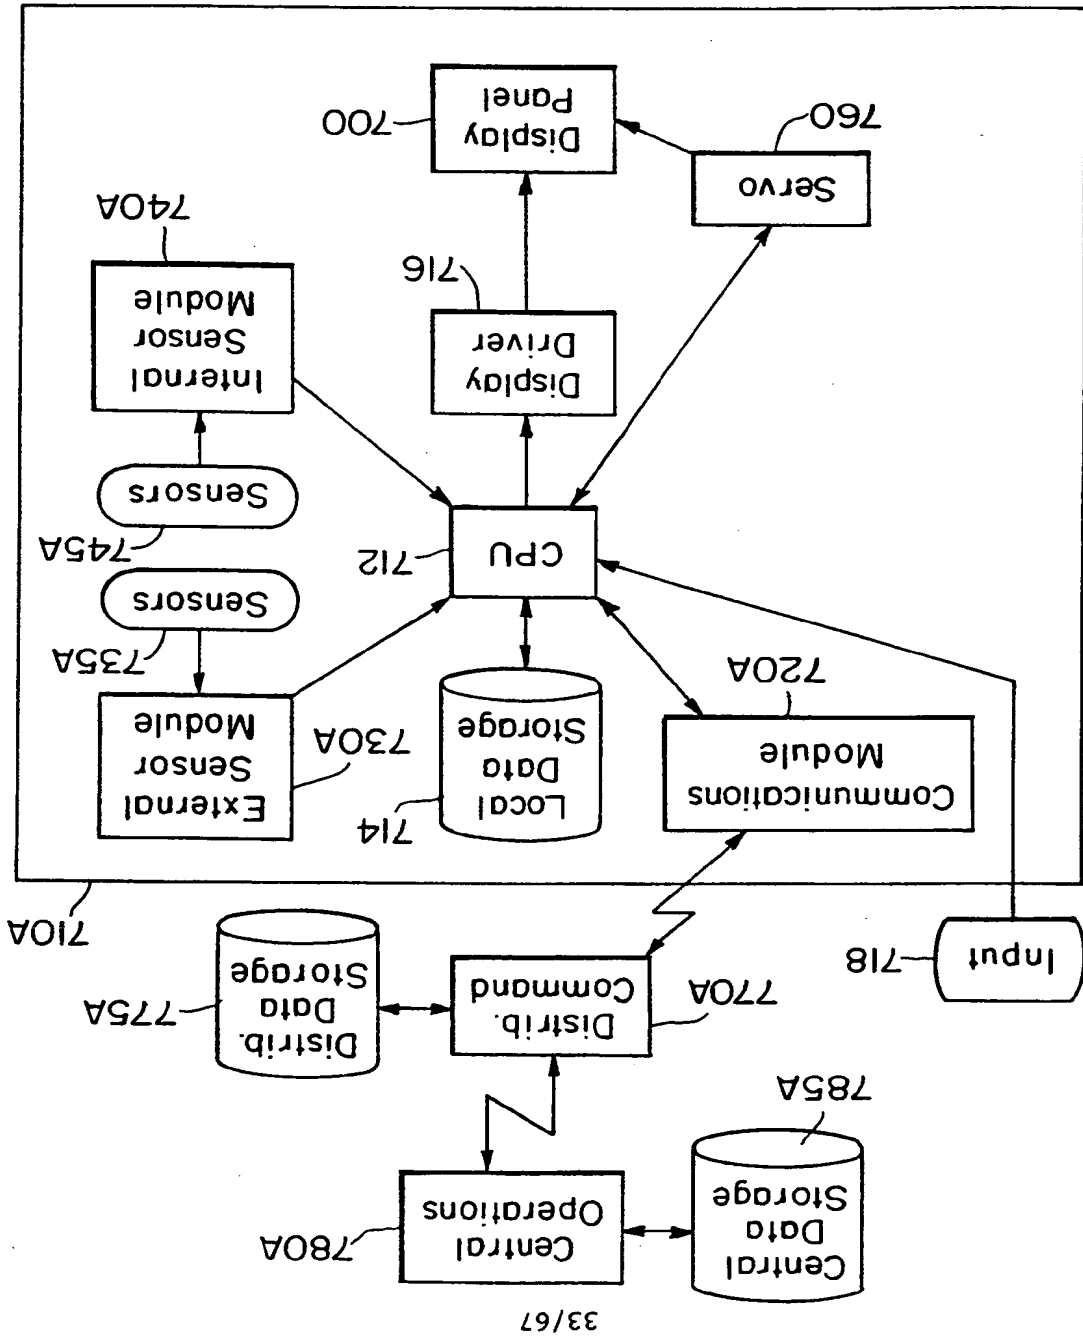 33/67
Central
Data
Storage
785A
Central
Operations
780A
Distrib.
Command
770A
Distrib.
Data
Storage
775A
Input
718
710A
Communications
Module
720A
Local
Data
Storage
714
External
Sensor
Module
730A
Sensors
735A
CPU
712
Sensors
745A
Internal
Sensor
Module
740A
Display
Driver
716
Servo
760
Display
Panel
700